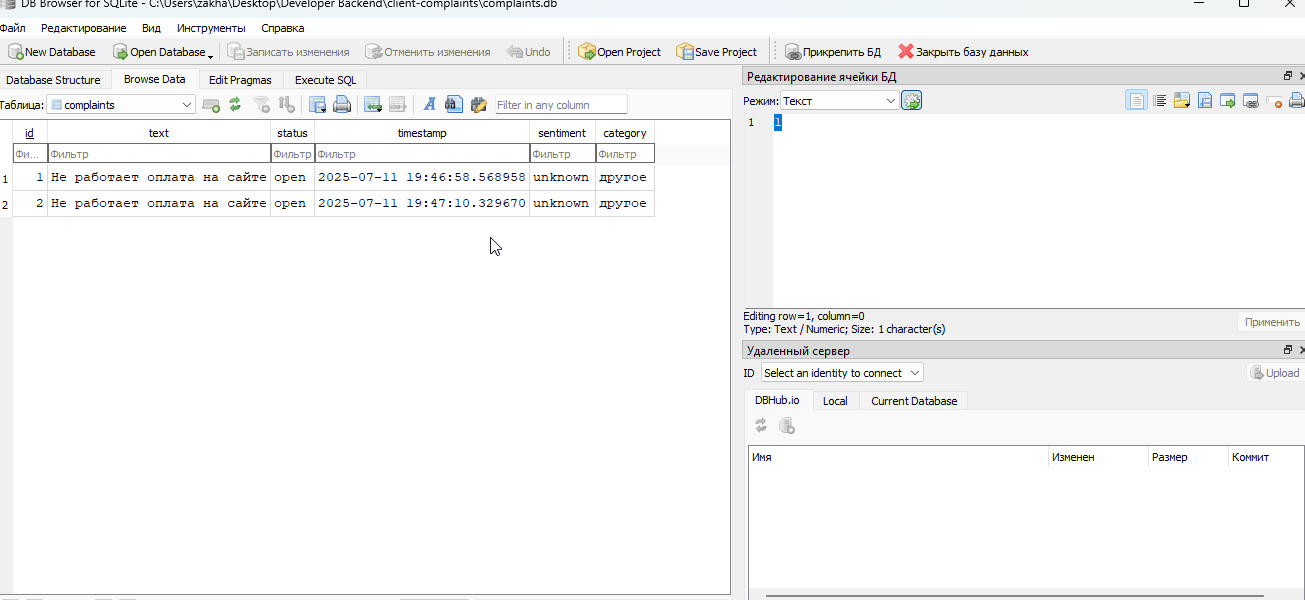 DB Browser for SQLite - C:\Users\zakha\Desktop\Developer Backend\client-complaints\complaints.db
Файл Редактирование Вид Инструменты Справка
New Database Open Database Записать изменения Отменить изменения Undo Open Project Save Project Прикрепить БД Закрыть базу данных
Database Structure Browse Data Edit Pragmas Execute SQL
Таблица: complaints Filter in any column
id text status timestamp sentiment category
Фи... Фильтр Фильтр Фильтр Фильтр Фильтр
1 1 Не работает оплата на сайте open 2025-07-11 19:46:58.568958 unknown другое
2 2 Не работает оплата на сайте open 2025-07-11 19:47:10.329670 unknown другое
Редактирование ячейки БД
Режим: Текст
1 1
Editing row=1, column=0
Type: Text / Numeric; Size: 1 character(s)
Применить
Удаленный сервер
ID Select an identity to connect Upload
DBHub.io Local Current Database
Имя Изменен Размер Коммит